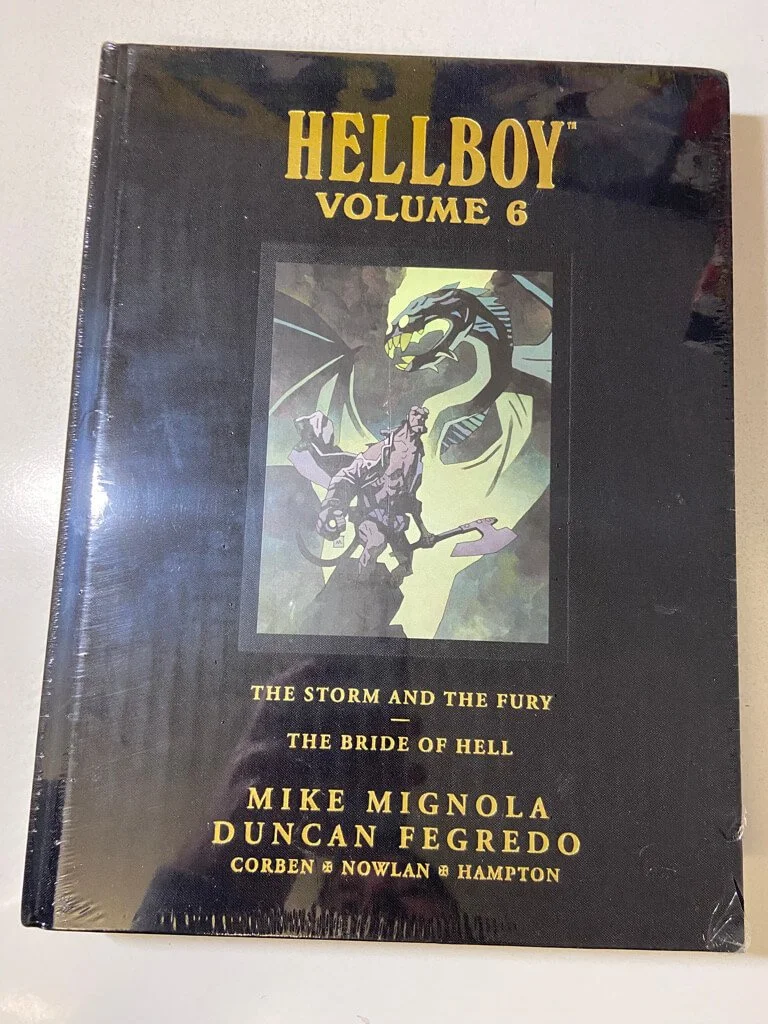 HELLBOY™
VOLUME 6
THE STORM AND THE FURY
—
THE BRIDE OF HELL
MIKE MIGNOLA
DUNCAN FEGREDO
CORBEN ✠ NOWLAN ✠ HAMPTON